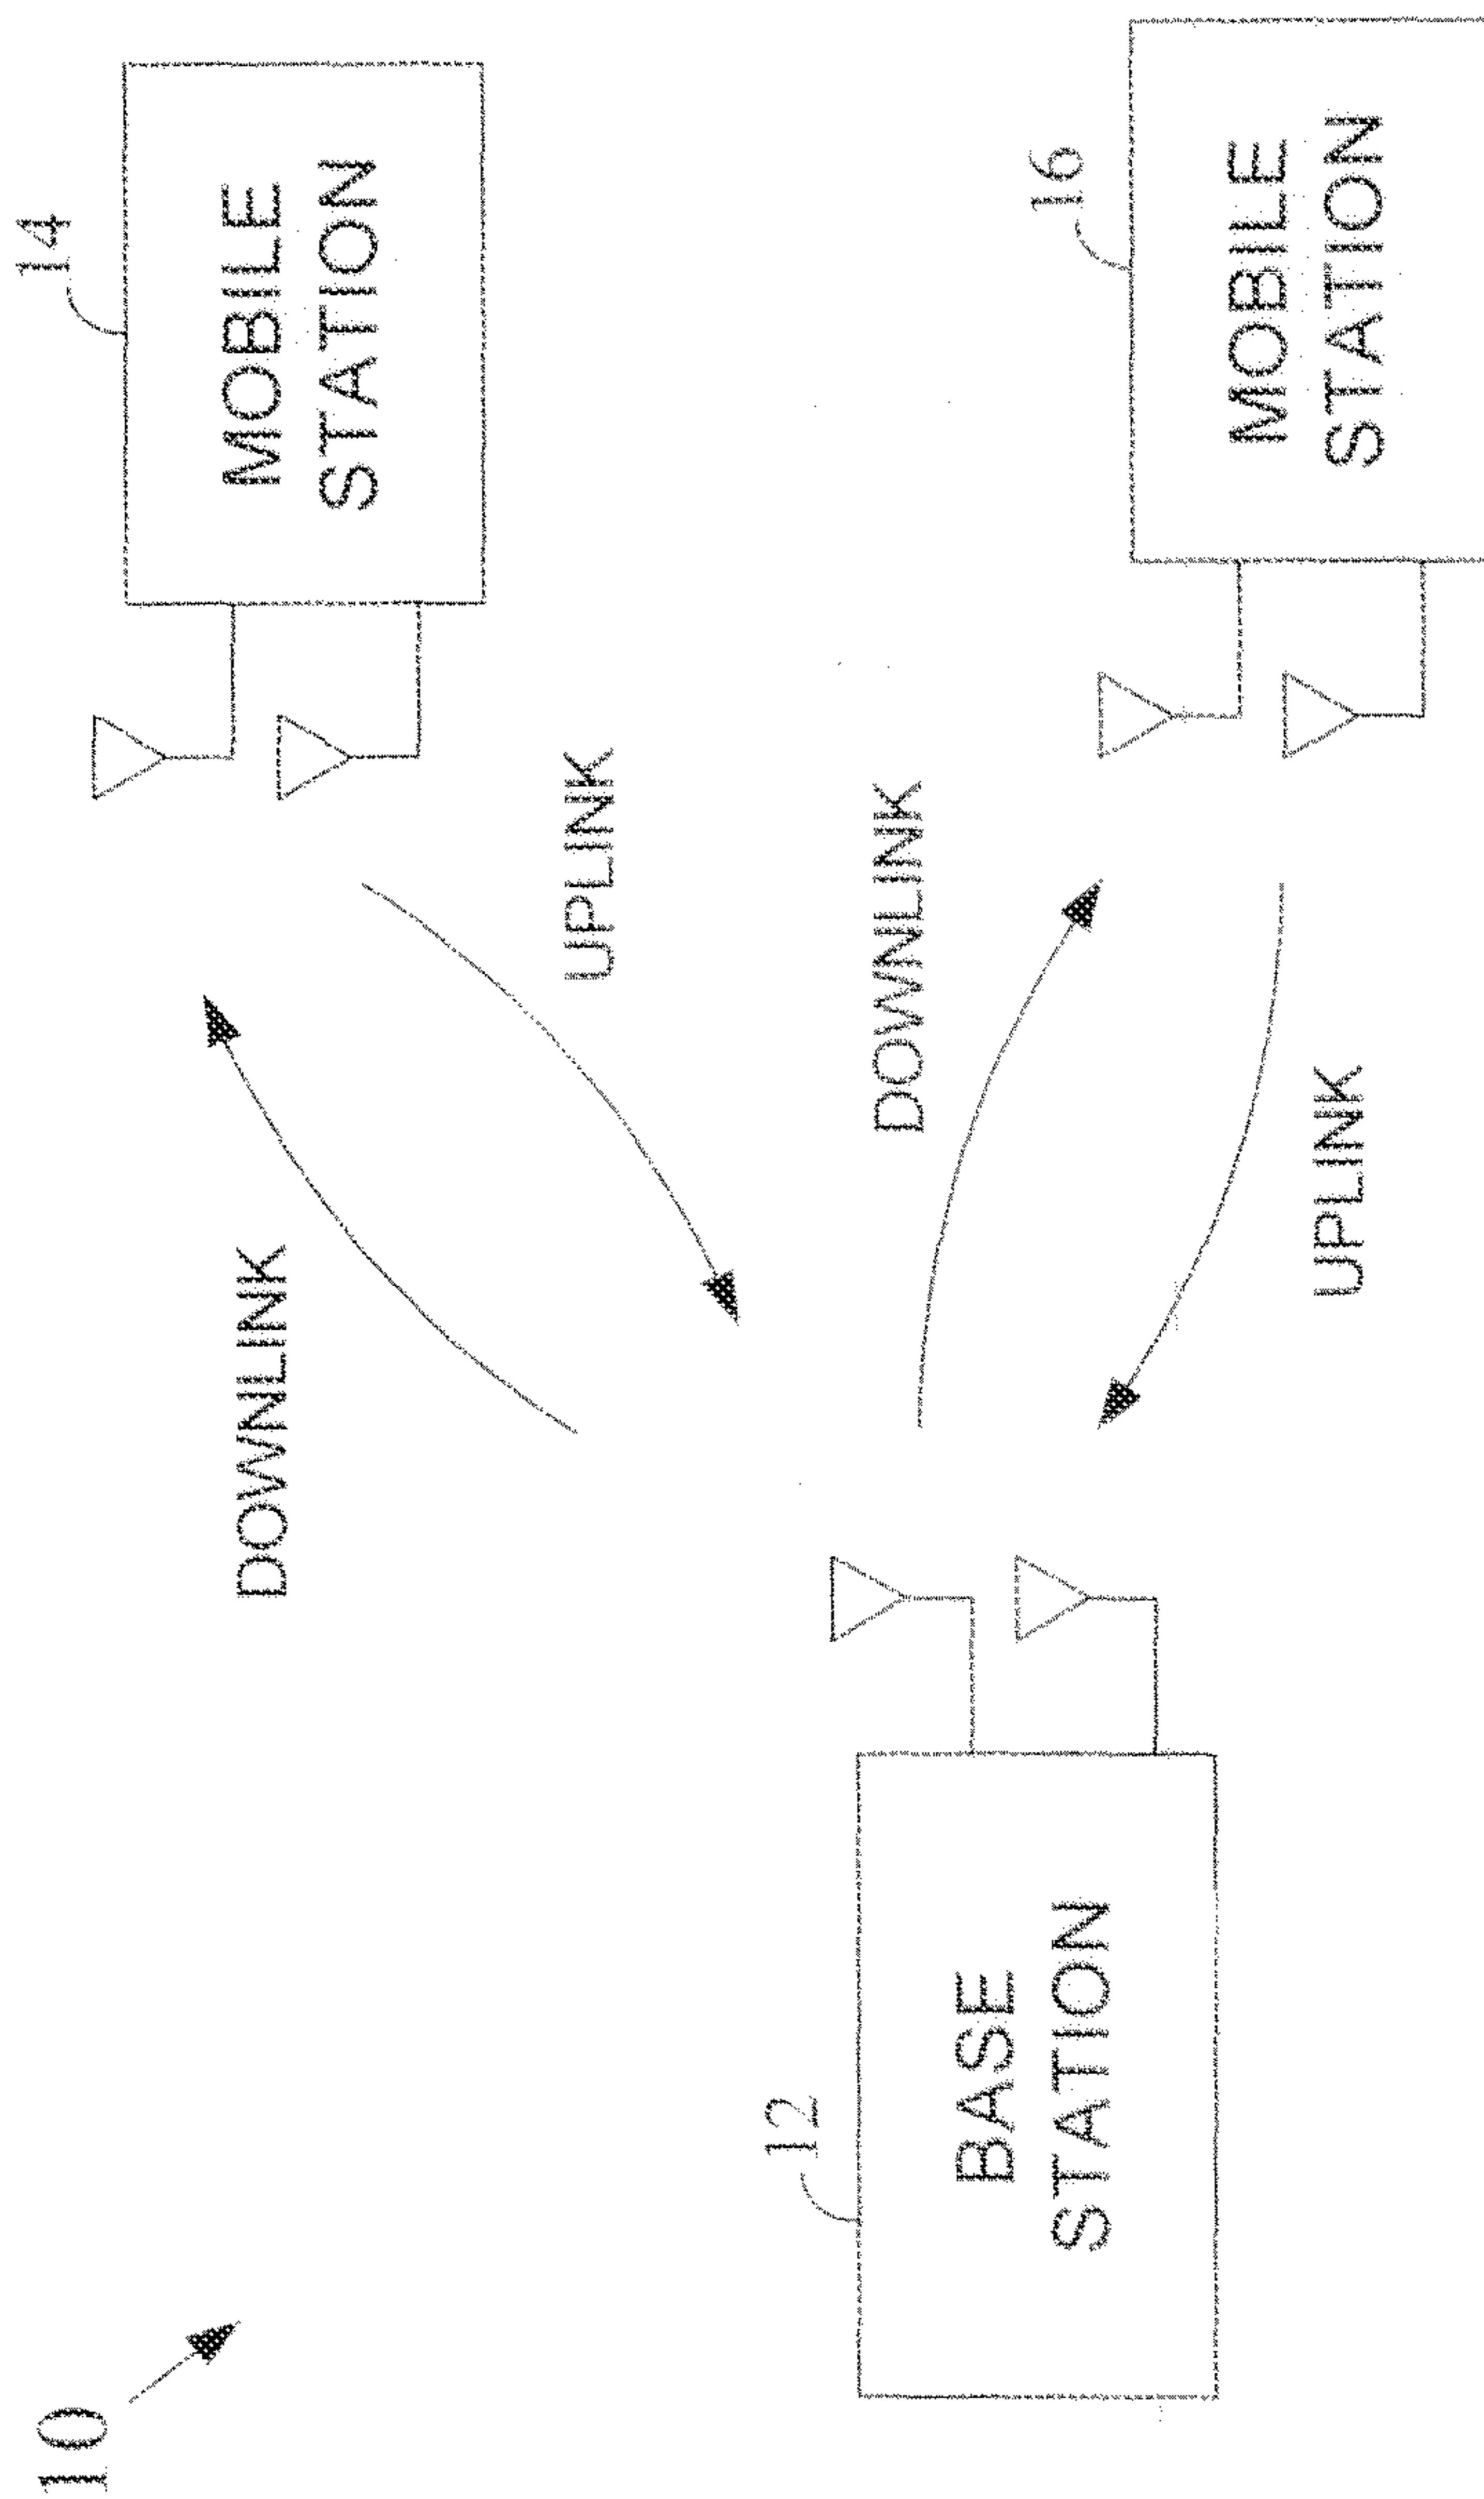 10
14
MOBILE
STATION
DOWNLINK
UPLINK
12
BASE
STATION
DOWNLINK
16
MOBILE
STATION
UPLINK